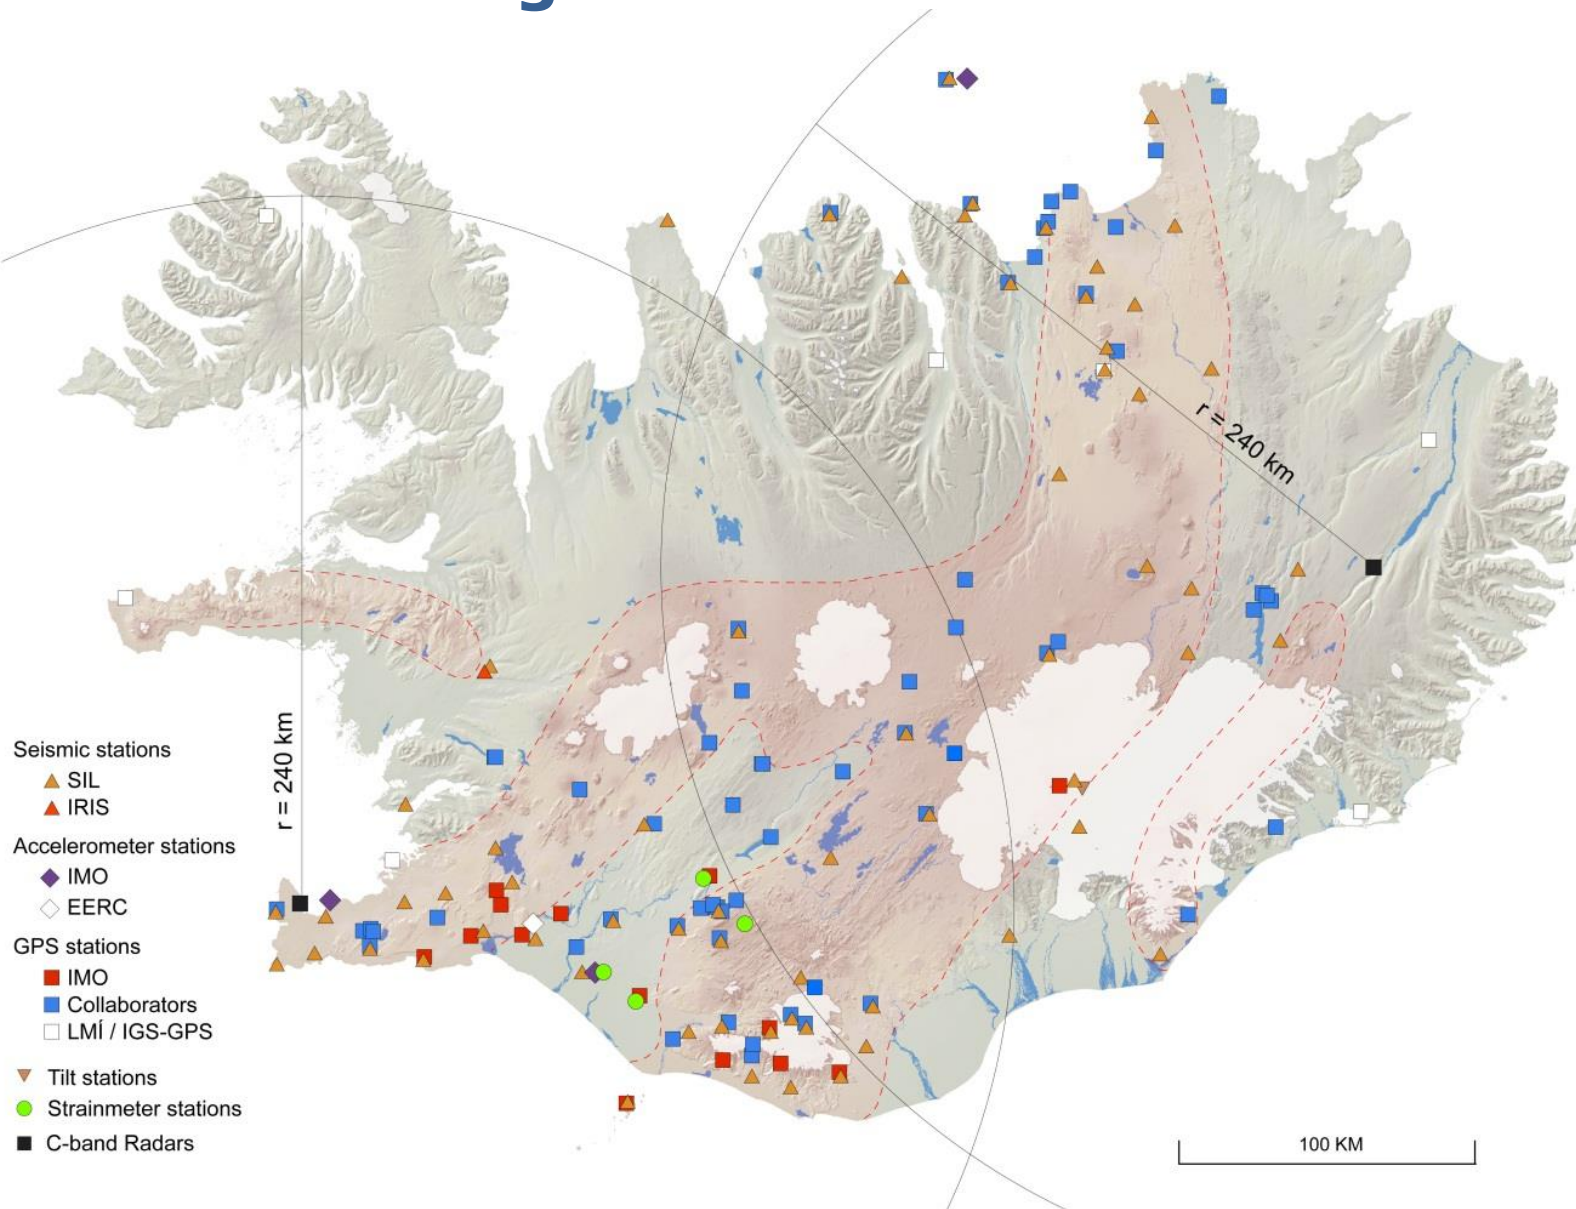 g
r = 240 km
r = 240 km
Seismic stations
SIL
IRIS
Accelerometer stations
IMO
EERC
GPS stations
IMO
Collaborators
LMÍ / IGS-GPS
Tilt stations
Strainmeter stations
C-band Radars
100 KM